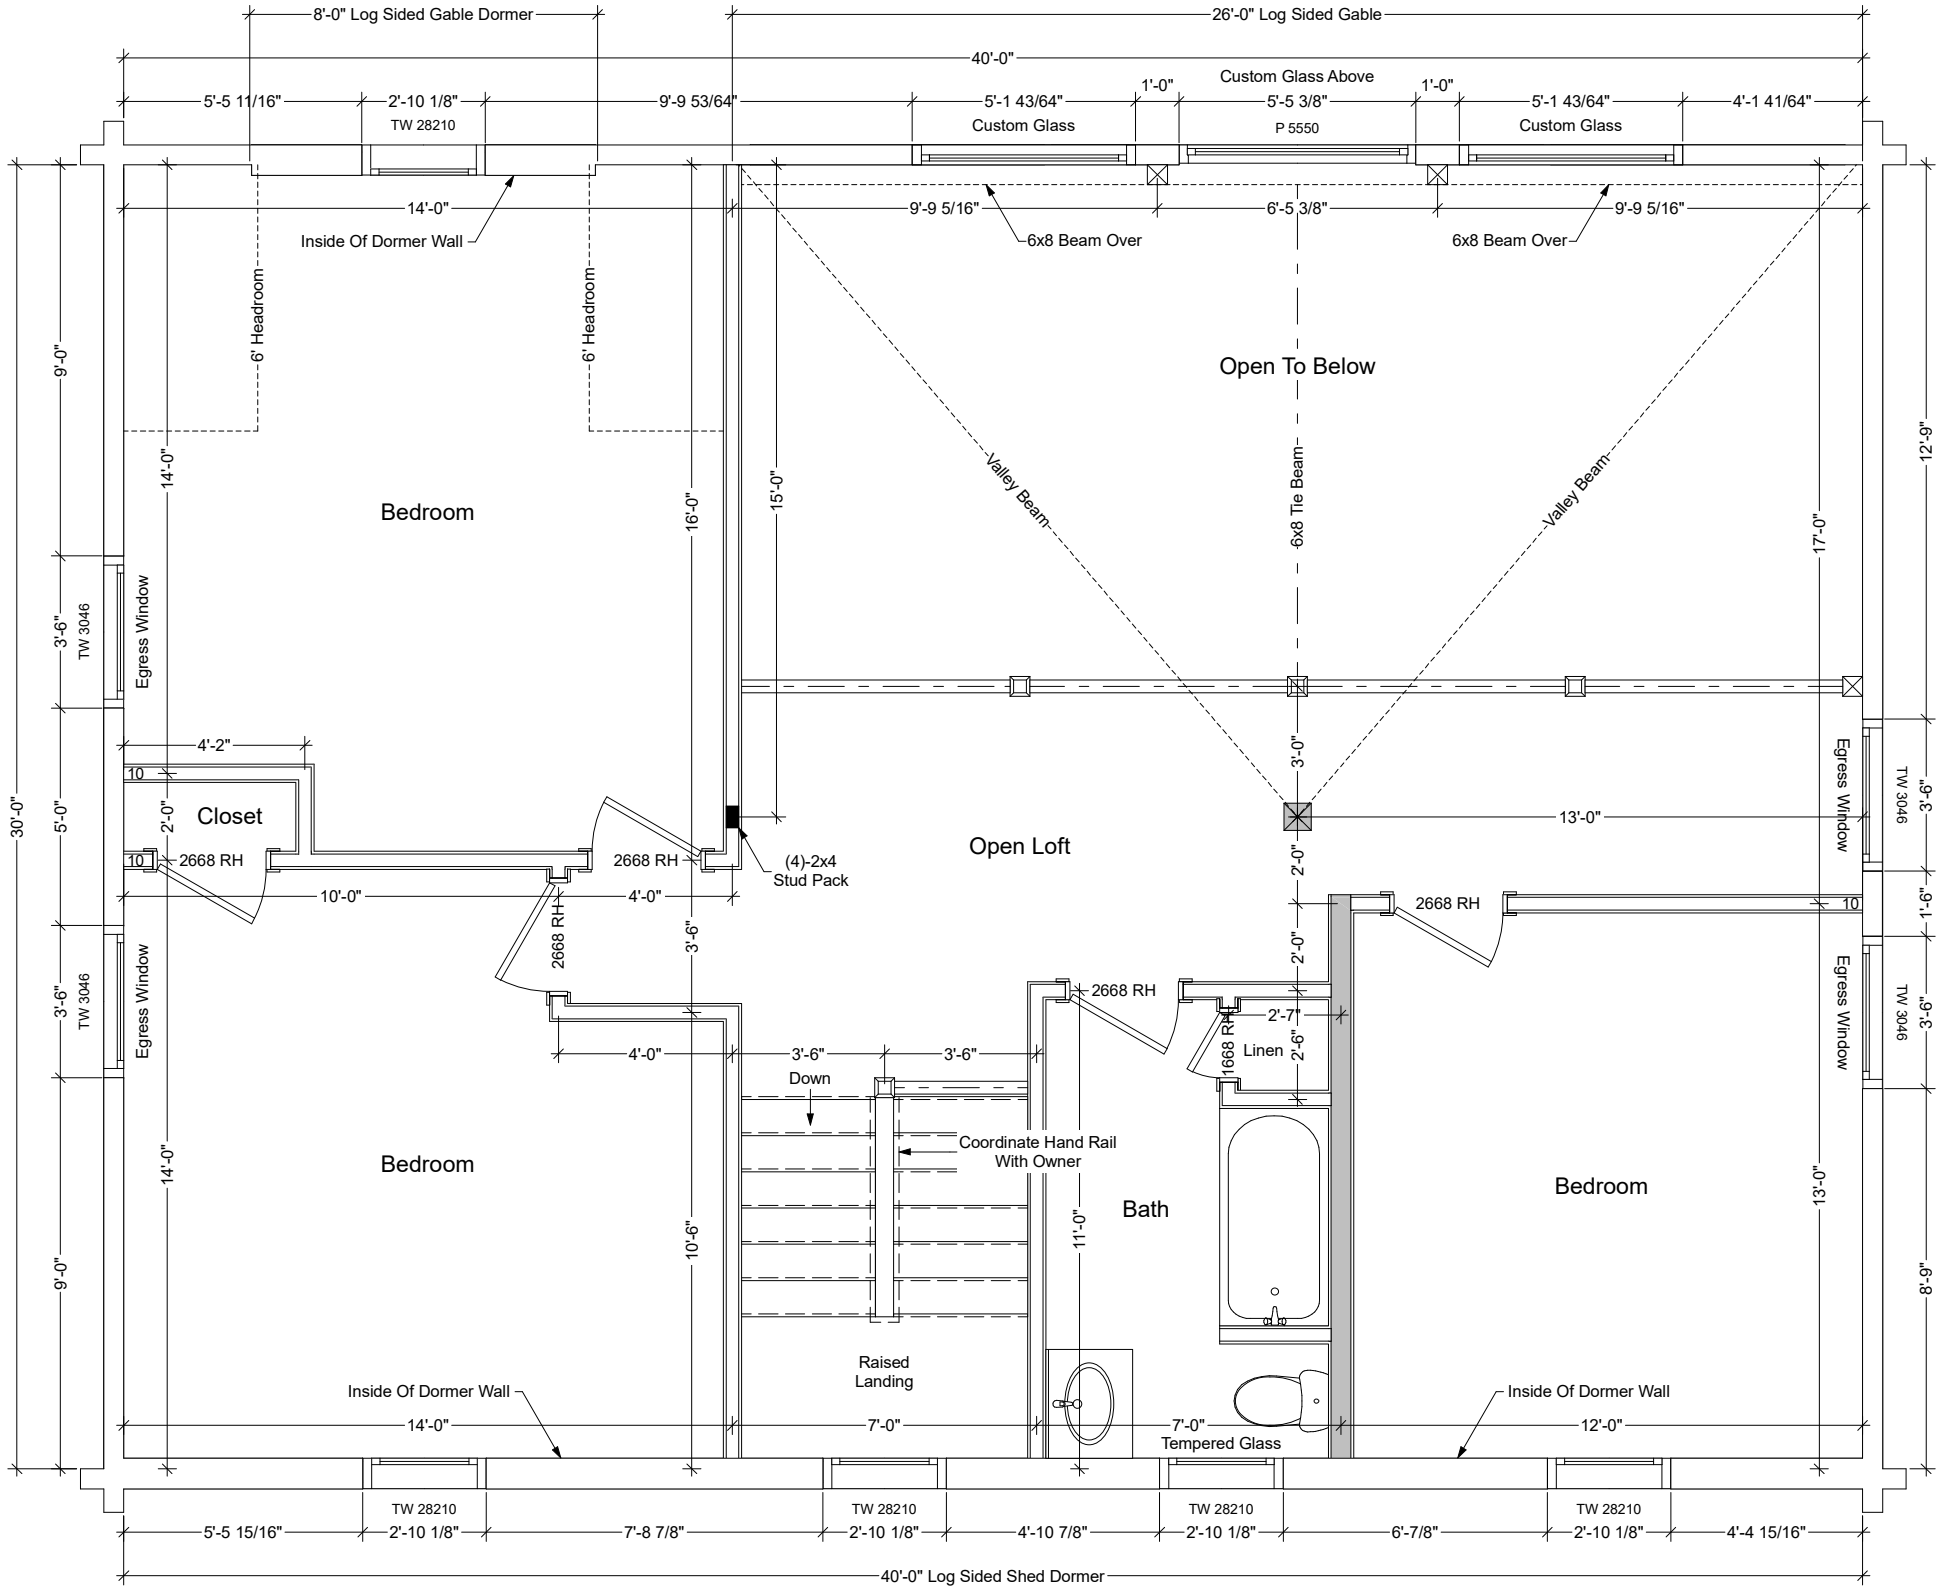 8'-0" Log Sided Gable Dormer
26'-0" Log Sided Gable
40'-0"
Custom Glass Above
5'-5 11/16"
2'-10 1/8"
9'-9 53/64"
5'-1 43/64"
1'-0"
5'-5 3/8"
1'-0"
5'-1 43/64"
4'-1 41/64"
TW 28210
Custom Glass
P 5550
Custom Glass
14'-0"
9'-9 5/16"
6'-5 3/8"
9'-9 5/16"
Inside Of Dormer Wall
6x8 Beam Over
6x8 Beam Over
6' Headroom
6' Headroom
9'-0"
14'-0"
16'-0"
15'-0"
Open To Below
Valley Beam
6x8 Tie Beam
Valley Beam
17'-0"
12'-9"
Bedroom
3'-6"
TW 3046
Egress Window
4'-2"
10
Closet
2'-0"
10
2668 RH
2668 RH
30'-0"
5'-0"
(4)-2x4
Stud Pack
Open Loft
3'-0"
13'-0"
2'-0"
Egress Window
TW 3046
3'-6"
10'-0"
4'-0"
2668 RH
3'-6"
2668 RH
10
1'-6"
2'-0"
Egress Window
TW 3046
3'-6"
3'-6"
TW 3046
Egress Window
2668 RH
1668 RH
2'-7"
Linen
2'-6"
4'-0"
3'-6"
3'-6"
Down
Coordinate Hand Rail
With Owner
Bedroom
14'-0"
10'-6"
Bath
11'-0"
Bedroom
13'-0"
9'-0"
8'-9"
Raised
Landing
Inside Of Dormer Wall
Inside Of Dormer Wall
14'-0"
7'-0"
7'-0"
12'-0"
Tempered Glass
TW 28210
TW 28210
TW 28210
TW 28210
5'-5 15/16"
2'-10 1/8"
7'-8 7/8"
2'-10 1/8"
4'-10 7/8"
2'-10 1/8"
6'-7/8"
2'-10 1/8"
4'-4 15/16"
40'-0" Log Sided Shed Dormer